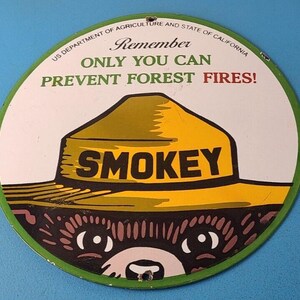 US DEPARTMENT OF AGRICULTURE AND STATE OF CALIFORNIA
Remember
ONLY YOU CAN
PREVENT FOREST FIRES!
SMOKEY